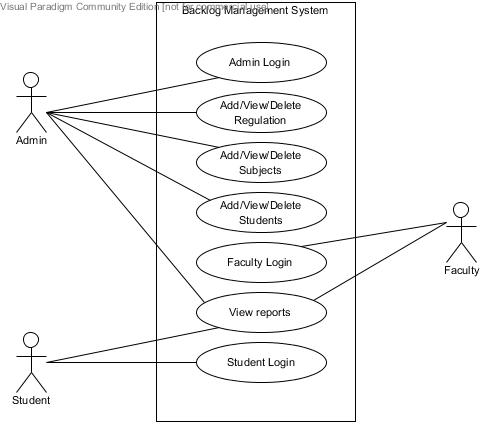 Visual Paradigm Community Edition [not for commercial use]
Backlog Management System
Admin Login
Add/View/Delete
Regulation
Admin
Add/View/Delete
Subjects
Add/View/Delete
Students
Faculty Login
Faculty
View reports
Student Login
Student